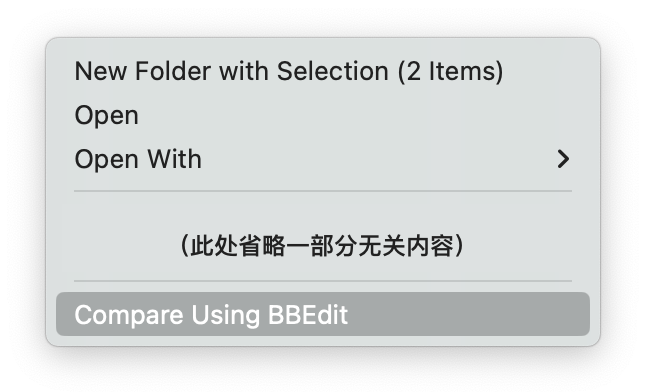 New Folder with Selection (2 Items)
Open
Open With
（此处省略一部分无关内容）
Compare Using BBEdit